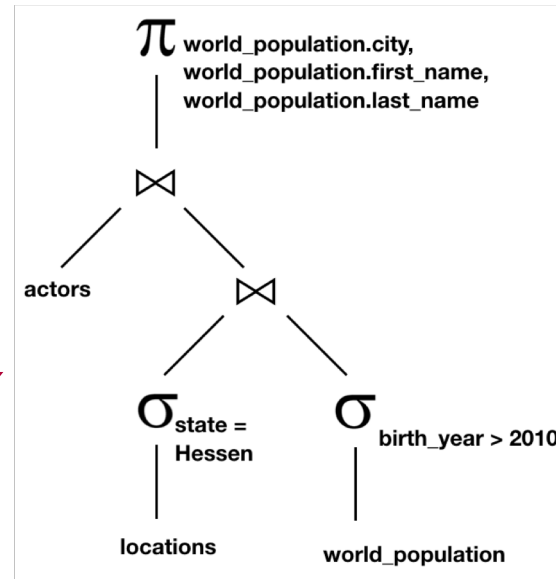 π world_population.city,
world_population.first_name,
world_population.last_name
⋈
actors
⋈
σ state =
Hessen
σ birth_year > 2010
locations
world_population